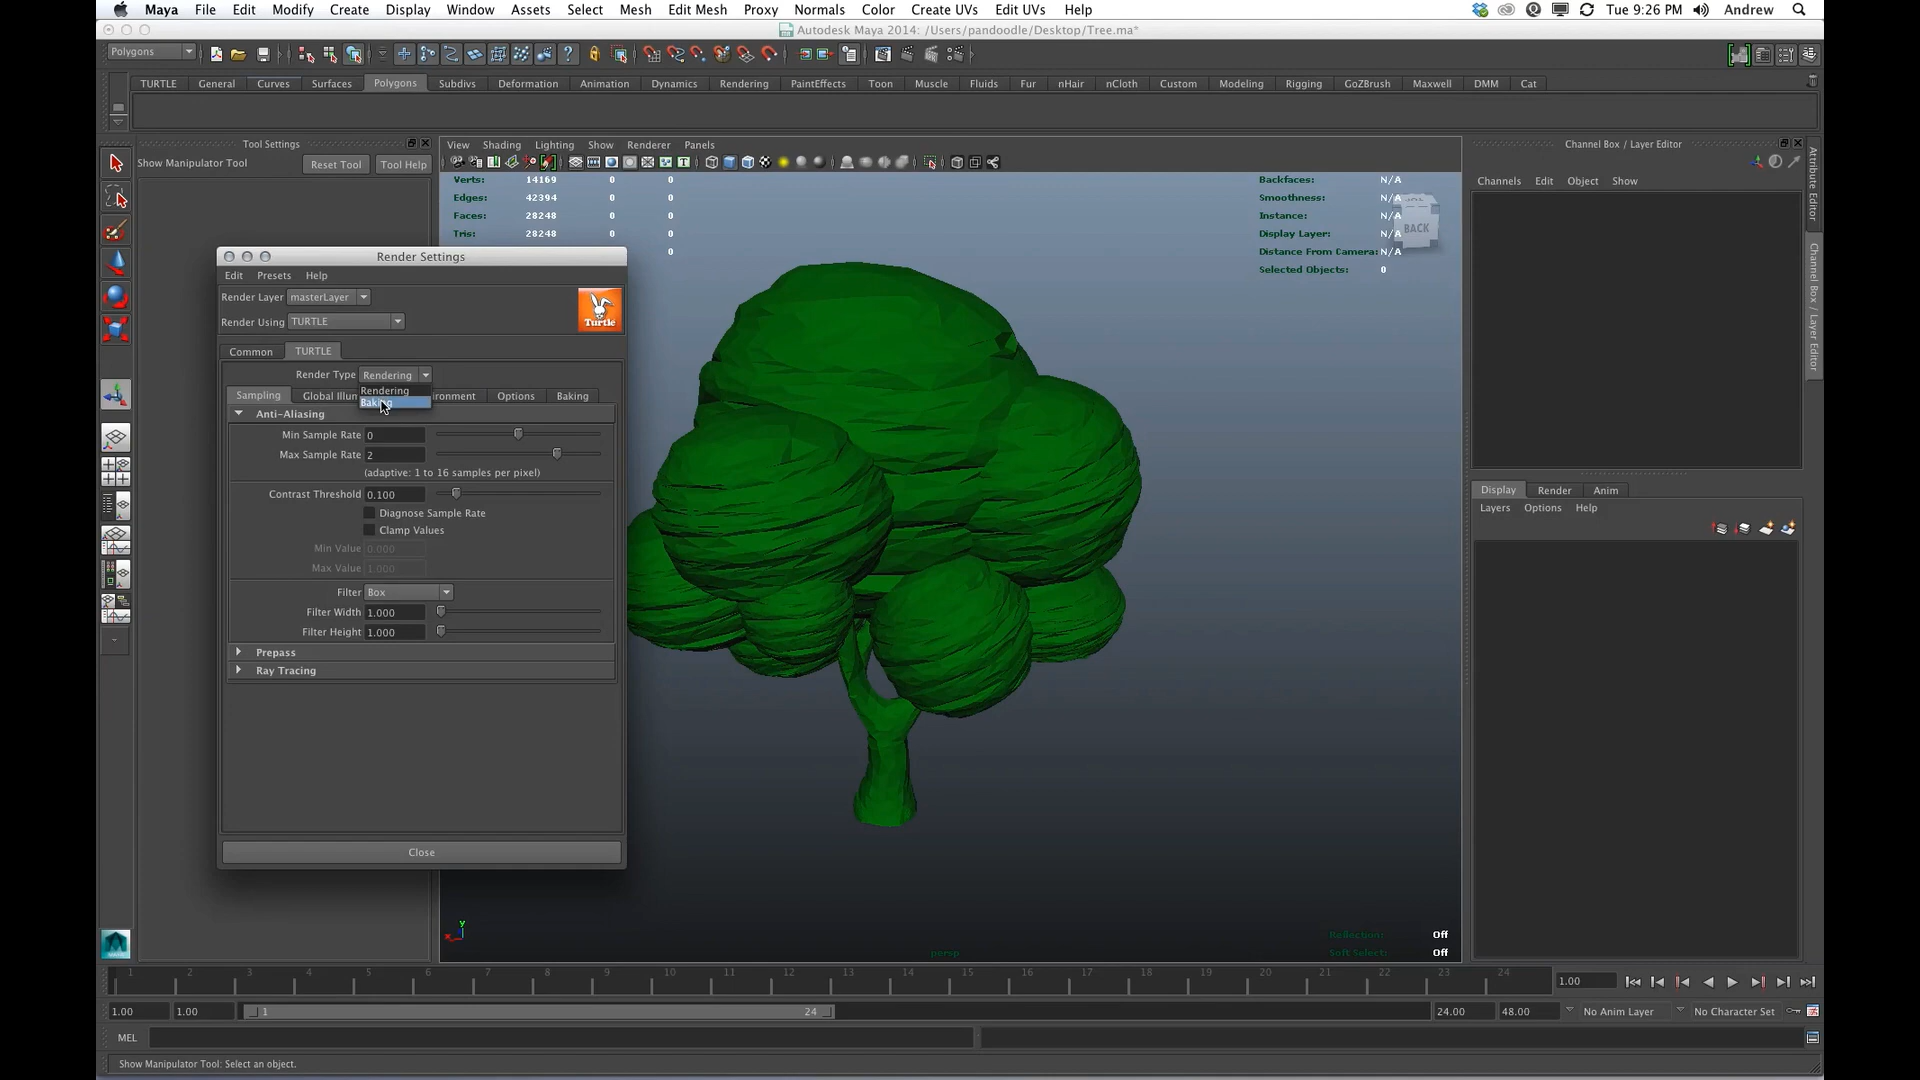 Maya File Edit Modify Create Display Window Assets Select Mesh Edit Mesh Proxy Normals Color Create UVs Edit UVs Help Tue 9:26 PM Andrew
Autodesk Maya 2014: /Users/pandoodle/Desktop/Tree.ma*
Polygons
TURTLE General Curves Surfaces Polygons Subdivs Deformation Animation Dynamics Rendering PaintEffects Toon Muscle Fluids Fur nHair nCloth Custom Modeling Rigging GoZBrush Maxwell DMM Cat
Tool Settings
Show Manipulator Tool Reset Tool Tool Help
View Shading Lighting Show Renderer Panels
Verts: 14169 0 0
Edges: 42394 0 0
Faces: 28248 0 0
Tris: 28248 0 0
0
Backfaces: N/A
Smoothness: N/A
Instance: N/A
Display Layer: N/A
Distance From Camera: N/A
Selected Objects: 0
BACK
Channel Box / Layer Editor
Channels Edit Object Show
Attribute Editor
Channel Box / Layer Editor
Display Render Anim
Layers Options Help
Render Settings
Edit Presets Help
Render Layer masterLayer
Render Using TURTLE
Turtle
Common TURTLE
Render Type Rendering
Rendering
Baking
Sampling Global Illum ronment Options Baking
Anti-Aliasing
Min Sample Rate 0
Max Sample Rate 2
(adaptive: 1 to 16 samples per pixel)
Contrast Threshold 0.100
Diagnose Sample Rate
Clamp Values
Min Value 0.000
Max Value 1.000
Filter Box
Filter Width 1.000
Filter Height 1.000
Prepass
Ray Tracing
Close
y
x
persp
Reflection: Off
Soft Select: Off
1 2 3 4 5 6 7 8 9 10 11 12 13 14 15 16 17 18 19 20 21 22 23 24 1.00
1.00 1.00 1 24 24.00 48.00 No Anim Layer No Character Set
MEL
Show Manipulator Tool: Select an object.